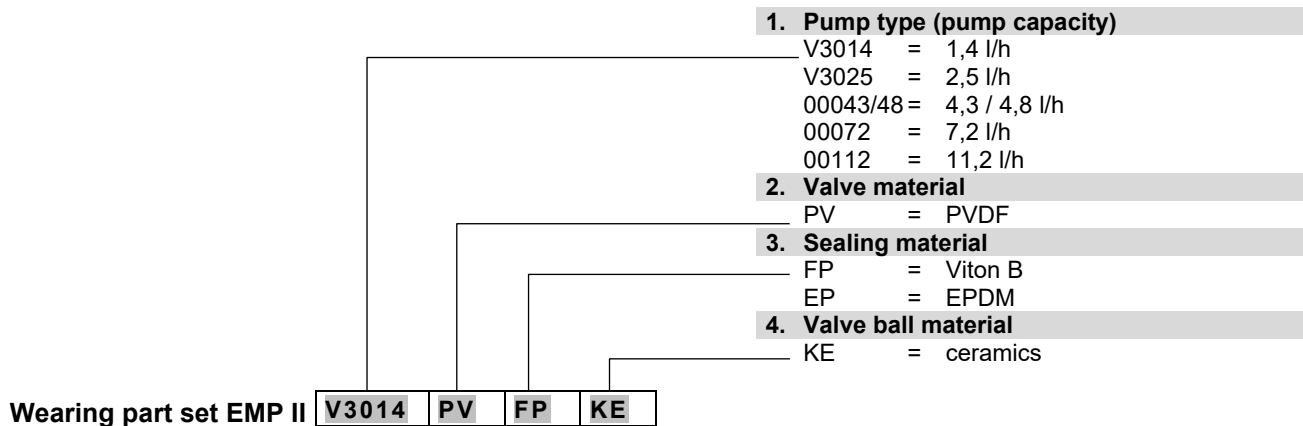 1. Pump type (pump capacity)
V3014 = 1,4 l/h
V3025 = 2,5 l/h
00043/48 = 4,3 / 4,8 l/h
00072 = 7,2 l/h
00112 = 11,2 l/h
2. Valve material
PV = PVDF
3. Sealing material
FP = Viton B
EP = EPDM
4. Valve ball material
KE = ceramics
Wearing part set EMP II V3014 PV FP KE